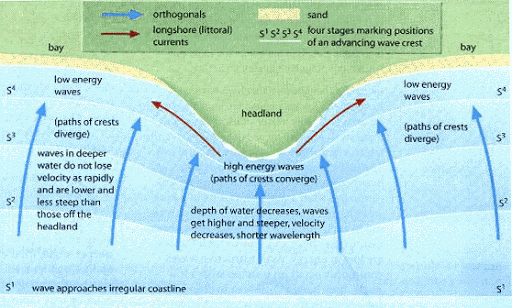 orthogonals
sand
longshore (littoral)
currents
S¹ S² S³ S⁴ four stages marking positions
of an advancing wave crest
bay
bay
headland
low energy
waves
low energy
waves
S⁴
S⁴
(paths of crests
diverge)
(paths of crests
diverge)
S³
S³
waves in deeper
water do not lose
velocity as rapidly
and are lower and
less steep than
those off the
headland
high energy waves
(paths of crests converge)
S²
S²
depth of water decreases, waves
get higher and steeper, velocity
decreases, shorter wavelength
S¹ wave approaches irregular coastline
S¹